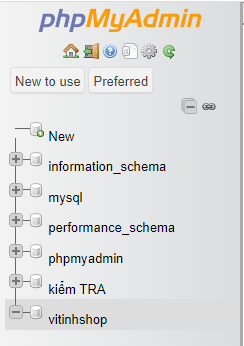 phpMyAdmin
New to use Preferred
New
information_schema
mysql
performance_schema
phpmyadmin
kiểm TRA
vitinhshop